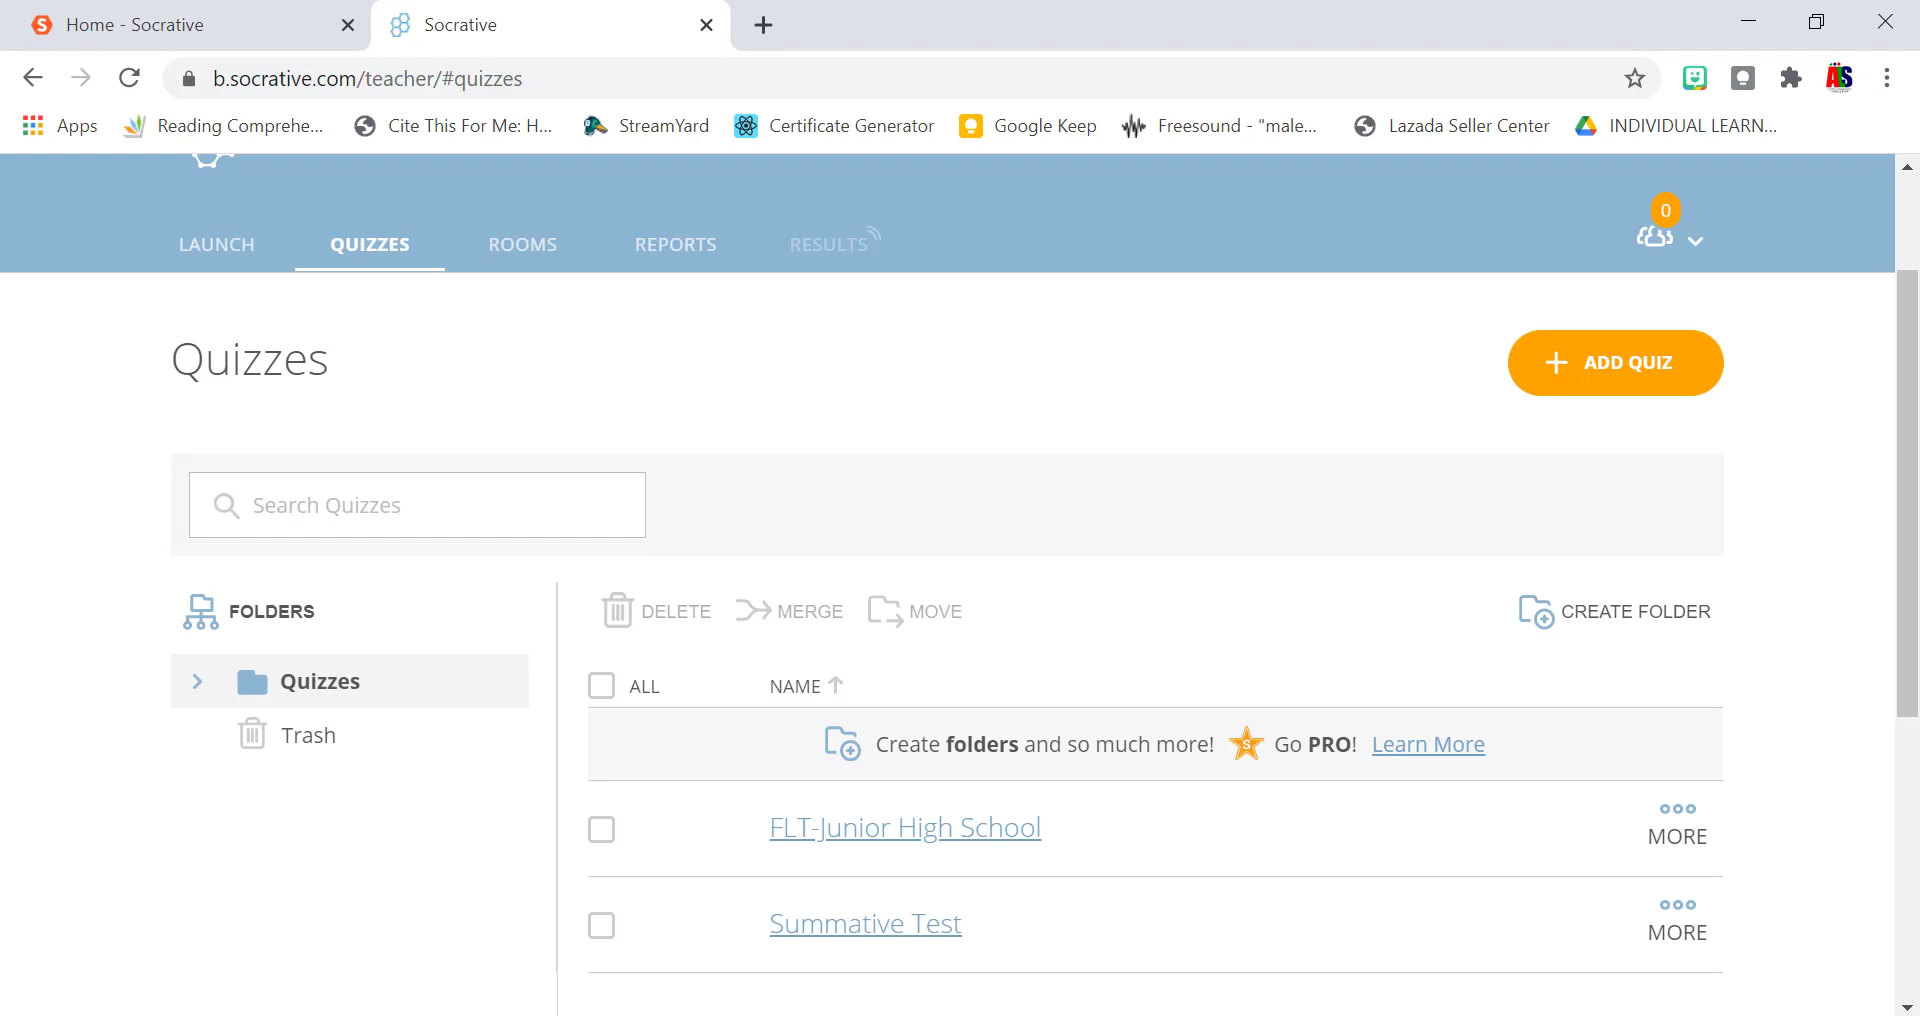 Home - Socrative
Socrative
b.socrative.com/teacher/#quizzes
Apps
Reading Comprehe...
Cite This For Me: H...
StreamYard
Certificate Generator
Google Keep
Freesound - "male...
Lazada Seller Center
INDIVIDUAL LEARN...
0
LAUNCH
QUIZZES
ROOMS
REPORTS
RESULTS
Quizzes
+ ADD QUIZ
Search Quizzes
FOLDERS
DELETE
MERGE
MOVE
CREATE FOLDER
Quizzes
Trash
ALL
NAME
Create folders and so much more! Go PRO! Learn More
FLT-Junior High School
MORE
Summative Test
MORE